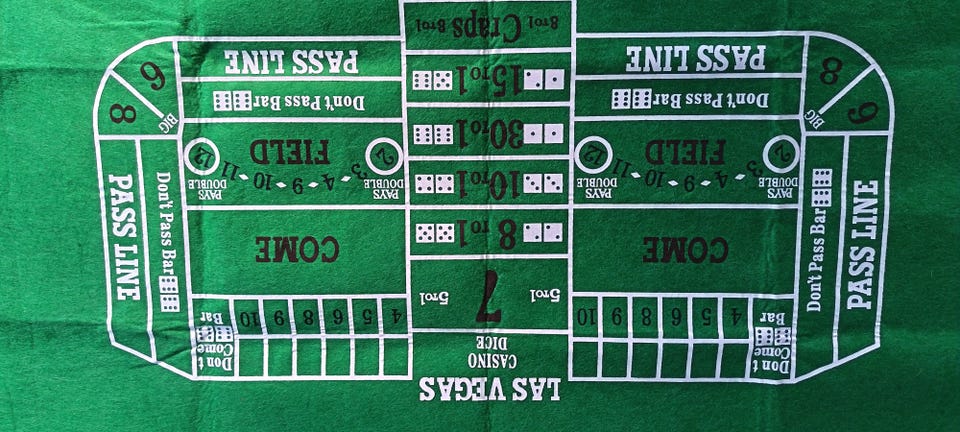 LAS VEGAS
CASINO
DICE
Don't
Come
Bar
4 5 6 8 9 10
5 TO 1 7 5 TO 1
4 5 6 8 9 10
Don't
Come
Bar
COME
8 TO 1
COME
10 TO 1
PAYS
DOUBLE
2 3 4 9 10 11 12
PAYS
DOUBLE
FIELD
30 TO 1
PAYS
DOUBLE
2 3 4 9 10 11 12
PAYS
DOUBLE
FIELD
Don't Pass Bar
15 TO 1
Don't Pass Bar
PASS LINE
PASS LINE
8 TO 1 Craps 8 TO 1
PASS LINE
Don't Pass Bar
BIG
6
8
PASS LINE
Don't Pass Bar
BIG
6
8